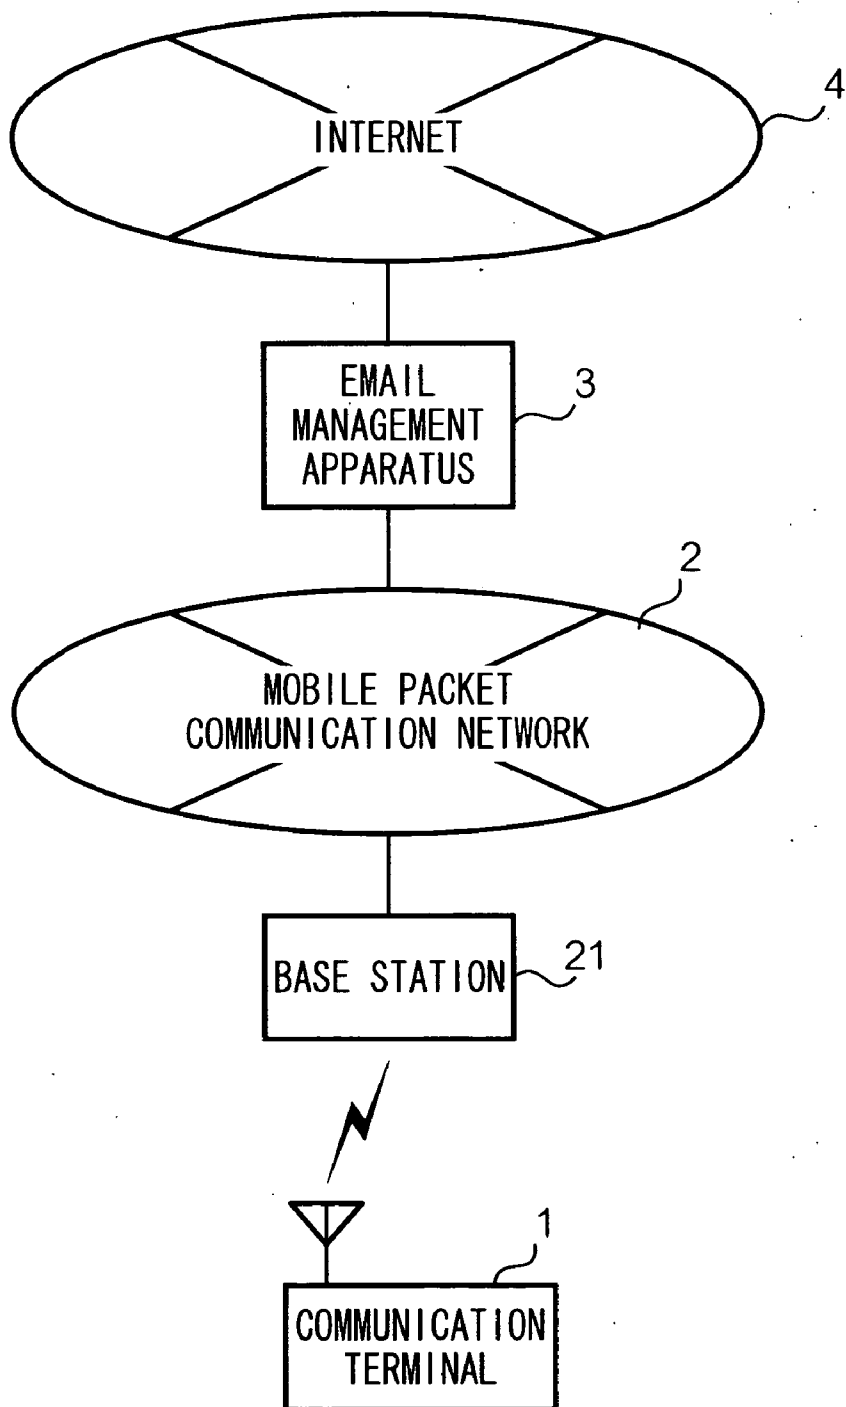 4
INTERNET
EMAIL
MANAGEMENT
APPARATUS
3
2
MOBILE PACKET
COMMUNICATION NETWORK
BASE STATION
21
1
COMMUNICATION
TERMINAL